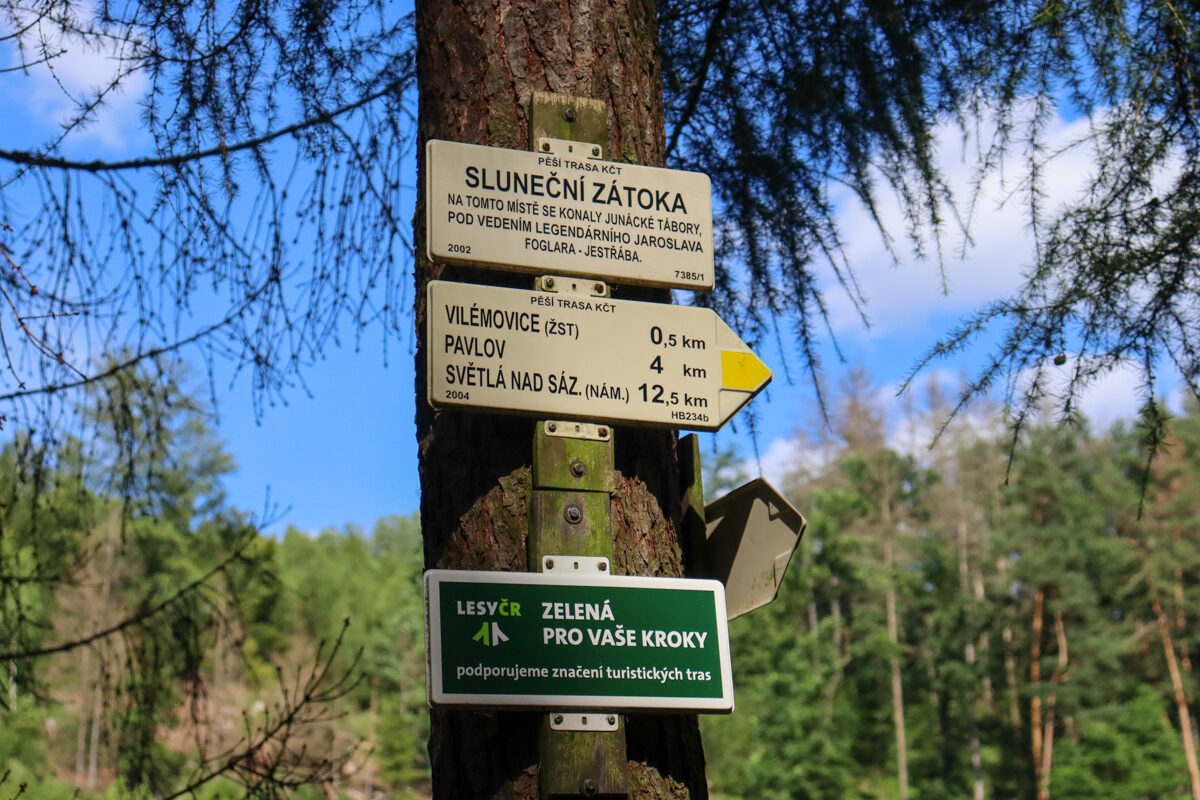 PĚŠÍ TRASA KČT
SLUNEČNÍ ZÁTOKA
NA TOMTO MÍSTĚ SE KONALY JUNÁCKÉ TÁBORY,
POD VEDENÍM LEGENDÁRNÍHO JAROSLAVA
FOGLARA - JESTŘÁBA.
2002 7385/1
PĚŠÍ TRASA KČT
VILÉMOVICE (ŽST) 0,5 km
PAVLOV 4 km
SVĚTLÁ NAD SÁZ. (NÁM.) 12,5 km
2004 HB234b
LESYČR
ZELENÁ
PRO VAŠE KROKY
podporujeme značení turistických tras